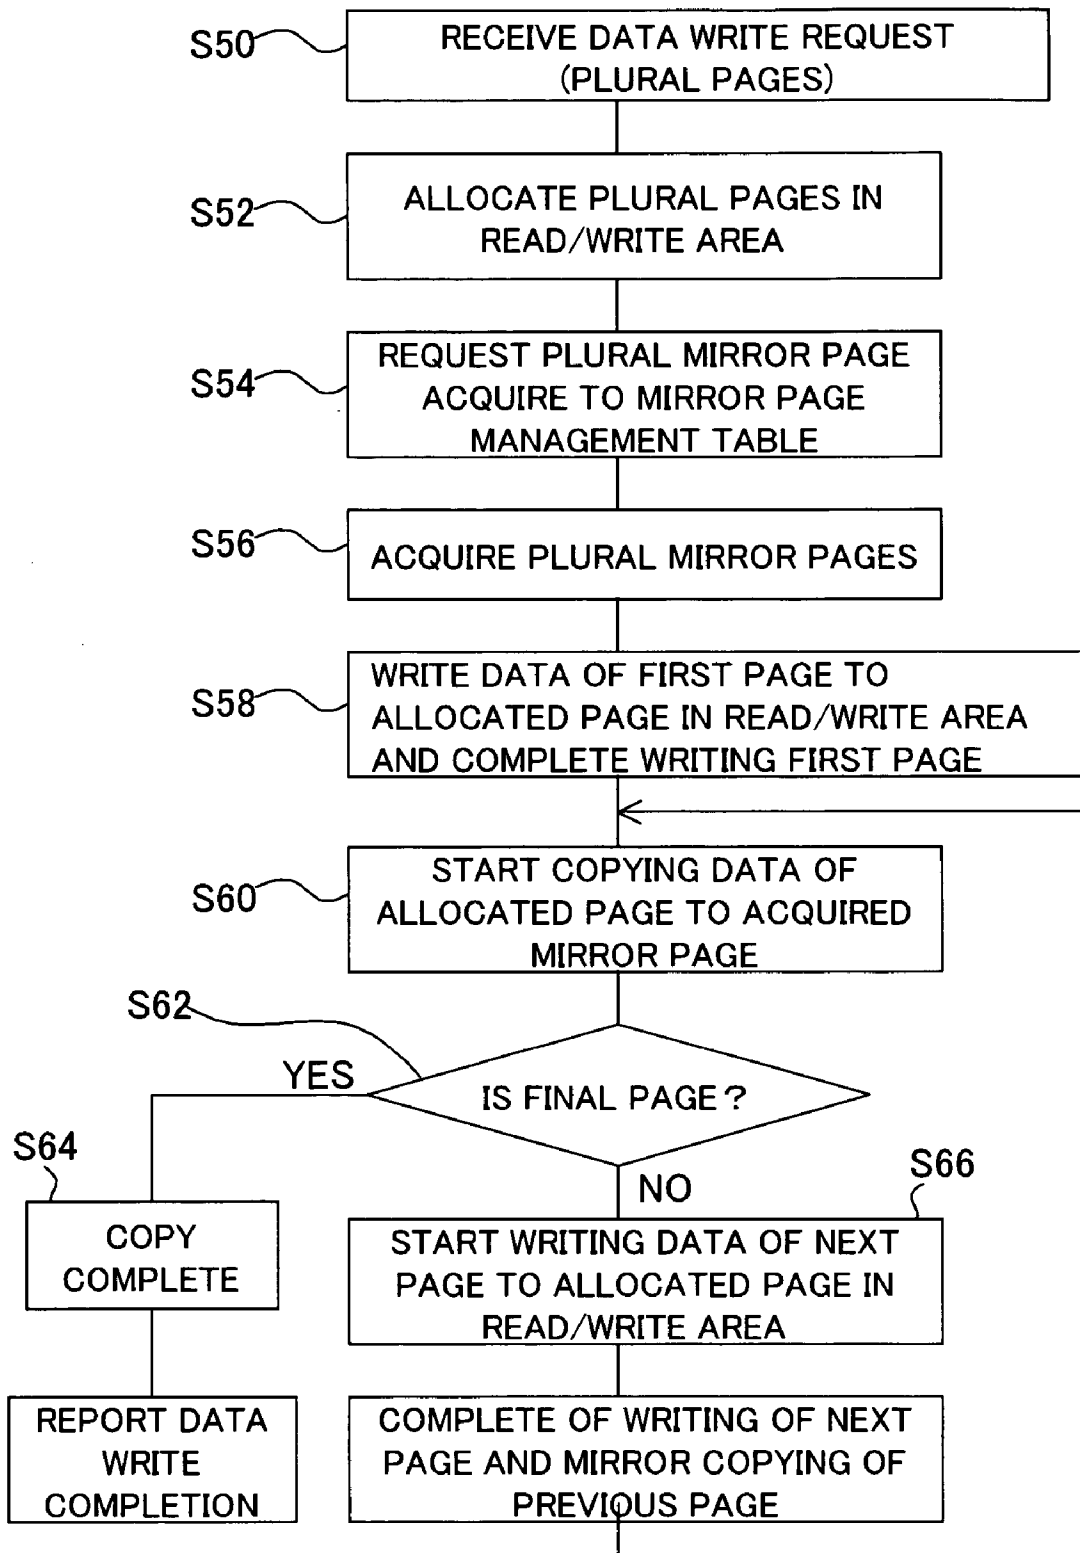 S50
RECEIVE DATA WRITE REQUEST
(PLURAL PAGES)
S52
ALLOCATE PLURAL PAGES IN
READ/WRITE AREA
S54
REQUEST PLURAL MIRROR PAGE
ACQUIRE TO MIRROR PAGE
MANAGEMENT TABLE
S56
ACQUIRE PLURAL MIRROR PAGES
S58
WRITE DATA OF FIRST PAGE TO
ALLOCATED PAGE IN READ/WRITE AREA
AND COMPLETE WRITING FIRST PAGE
S60
START COPYING DATA OF
ALLOCATED PAGE TO ACQUIRED
MIRROR PAGE
S62
YES
IS FINAL PAGE?
NO
S64
COPY
COMPLETE
S66
START WRITING DATA OF NEXT
PAGE TO ALLOCATED PAGE IN
READ/WRITE AREA
REPORT DATA
WRITE
COMPLETION
COMPLETE OF WRITING OF NEXT
PAGE AND MIRROR COPYING OF
PREVIOUS PAGE